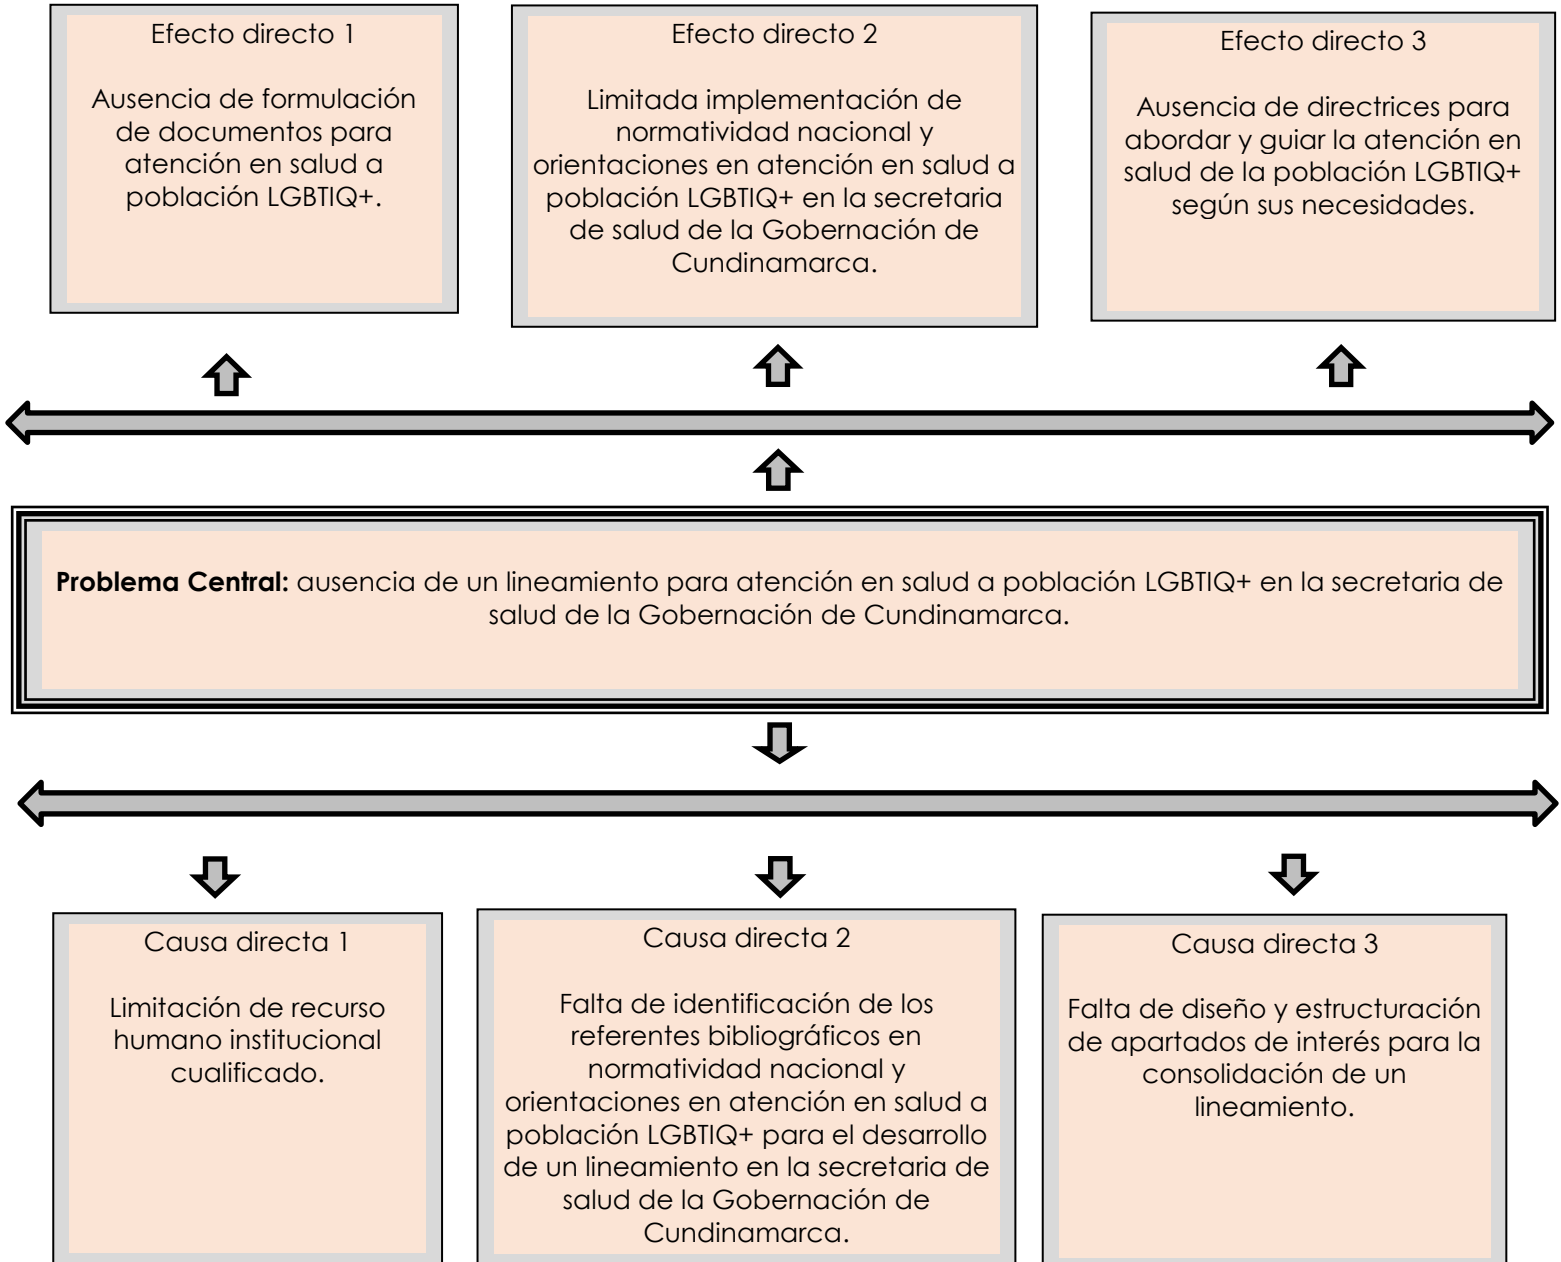 Efecto directo 1
Ausencia de formulación
de documentos para
atención en salud a
población LGBTIQ+.
Efecto directo 2
Limitada implementación de
normatividad nacional y
orientaciones en atención en salud a
población LGBTIQ+ en la secretaria
de salud de la Gobernación de
Cundinamarca.
Efecto directo 3
Ausencia de directrices para
abordar y guiar la atención en
salud de la población LGBTIQ+
según sus necesidades.
Problema Central: ausencia de un lineamiento para atención en salud a población LGBTIQ+ en la secretaria de
salud de la Gobernación de Cundinamarca.
Causa directa 1
Limitación de recurso
humano institucional
cualificado.
Causa directa 2
Falta de identificación de los
referentes bibliográficos en
normatividad nacional y
orientaciones en atención en salud a
población LGBTIQ+ para el desarrollo
de un lineamiento en la secretaria de
salud de la Gobernación de
Cundinamarca.
Causa directa 3
Falta de diseño y estructuración
de apartados de interés para la
consolidación de un
lineamiento.